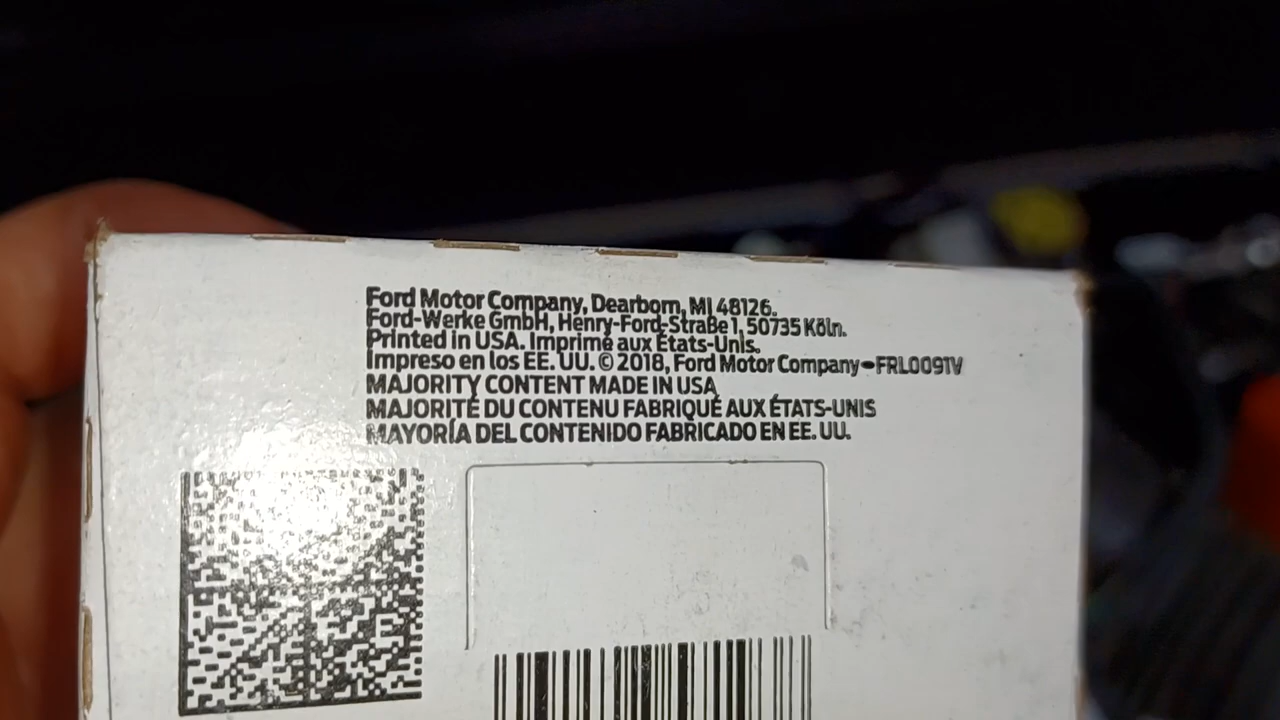 Ford Motor Company, Dearborn, MI 48126.
Ford-Werke GmbH, Henry-Ford-Straße 1, 50735 Köln.
Printed in USA. Imprimé aux États-Unis.
Impreso en los EE. UU. © 2018, Ford Motor Company-FRL0091V
MAJORITY CONTENT MADE IN USA
MAJORITÉ DU CONTENU FABRIQUÉ AUX ÉTATS-UNIS
MAYORÍA DEL CONTENIDO FABRICADO EN EE. UU.